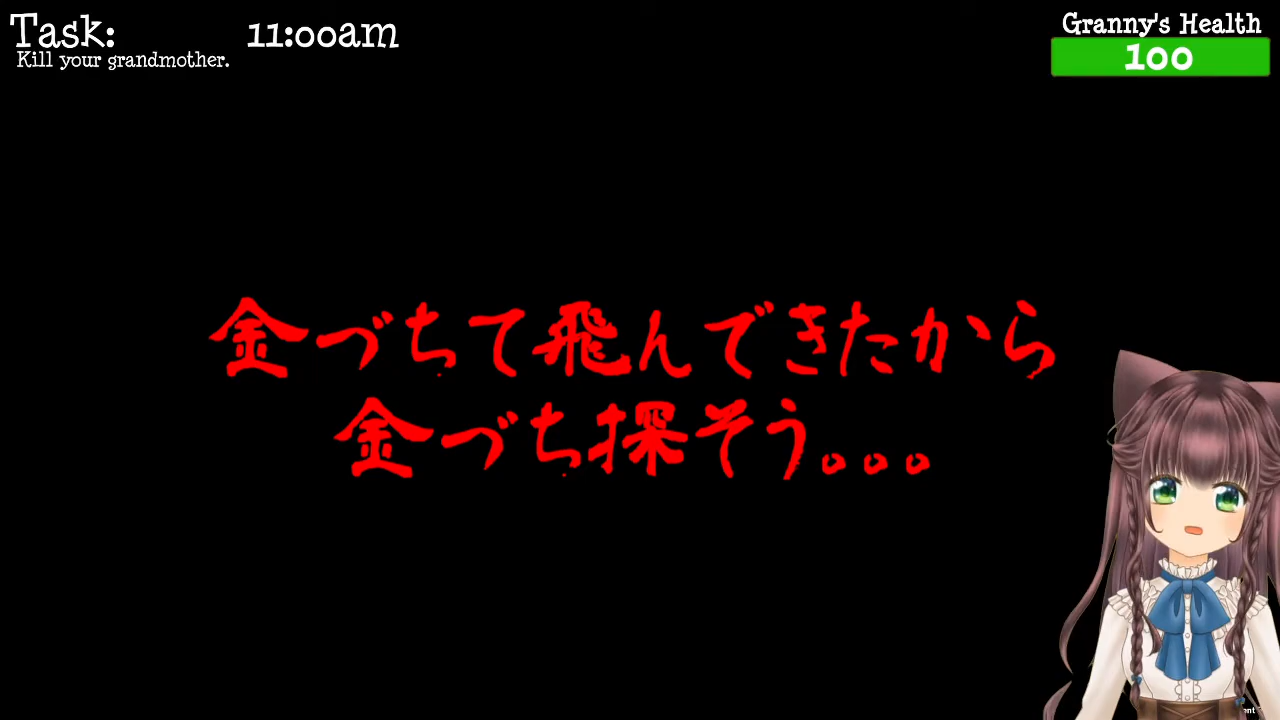 Task:
11:00am
Kill your grandmother.
Granny's Health
100
金づちて飛んできたから
金づち探そう。。。